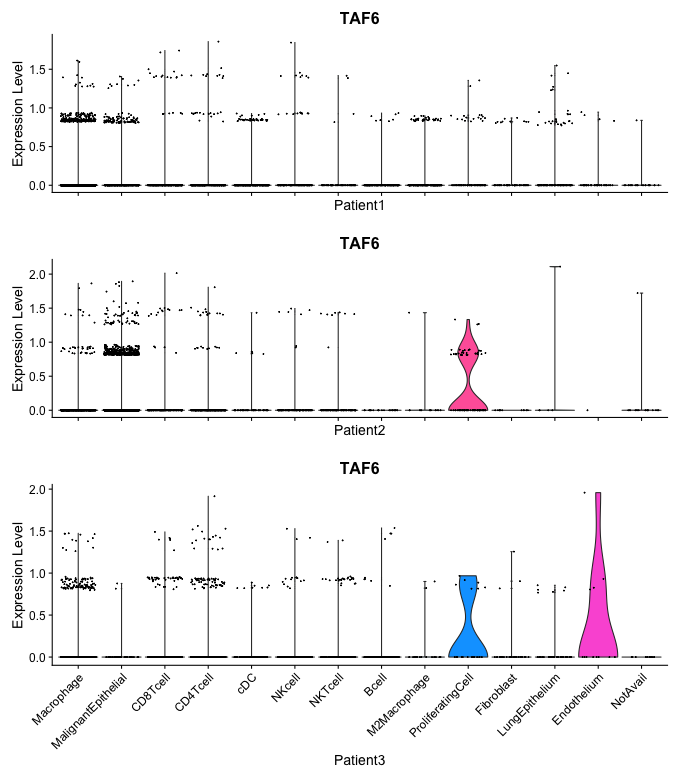 TAF6
Expression Level
1.5
1.0
0.5
0.0
Patient1
TAF6
Expression Level
2.0
1.5
1.0
0.5
0.0
Patient2
TAF6
Expression Level
2.0
1.5
1.0
0.5
0.0
Macrophage
MalignantEpithelial
CD8Tcell
CD4Tcell
cDC
NKcell
NKTcell
Bcell
M2Macrophage
ProliferatingCell
Fibroblast
LungEpithelium
Endothelium
NotAvail
Patient3